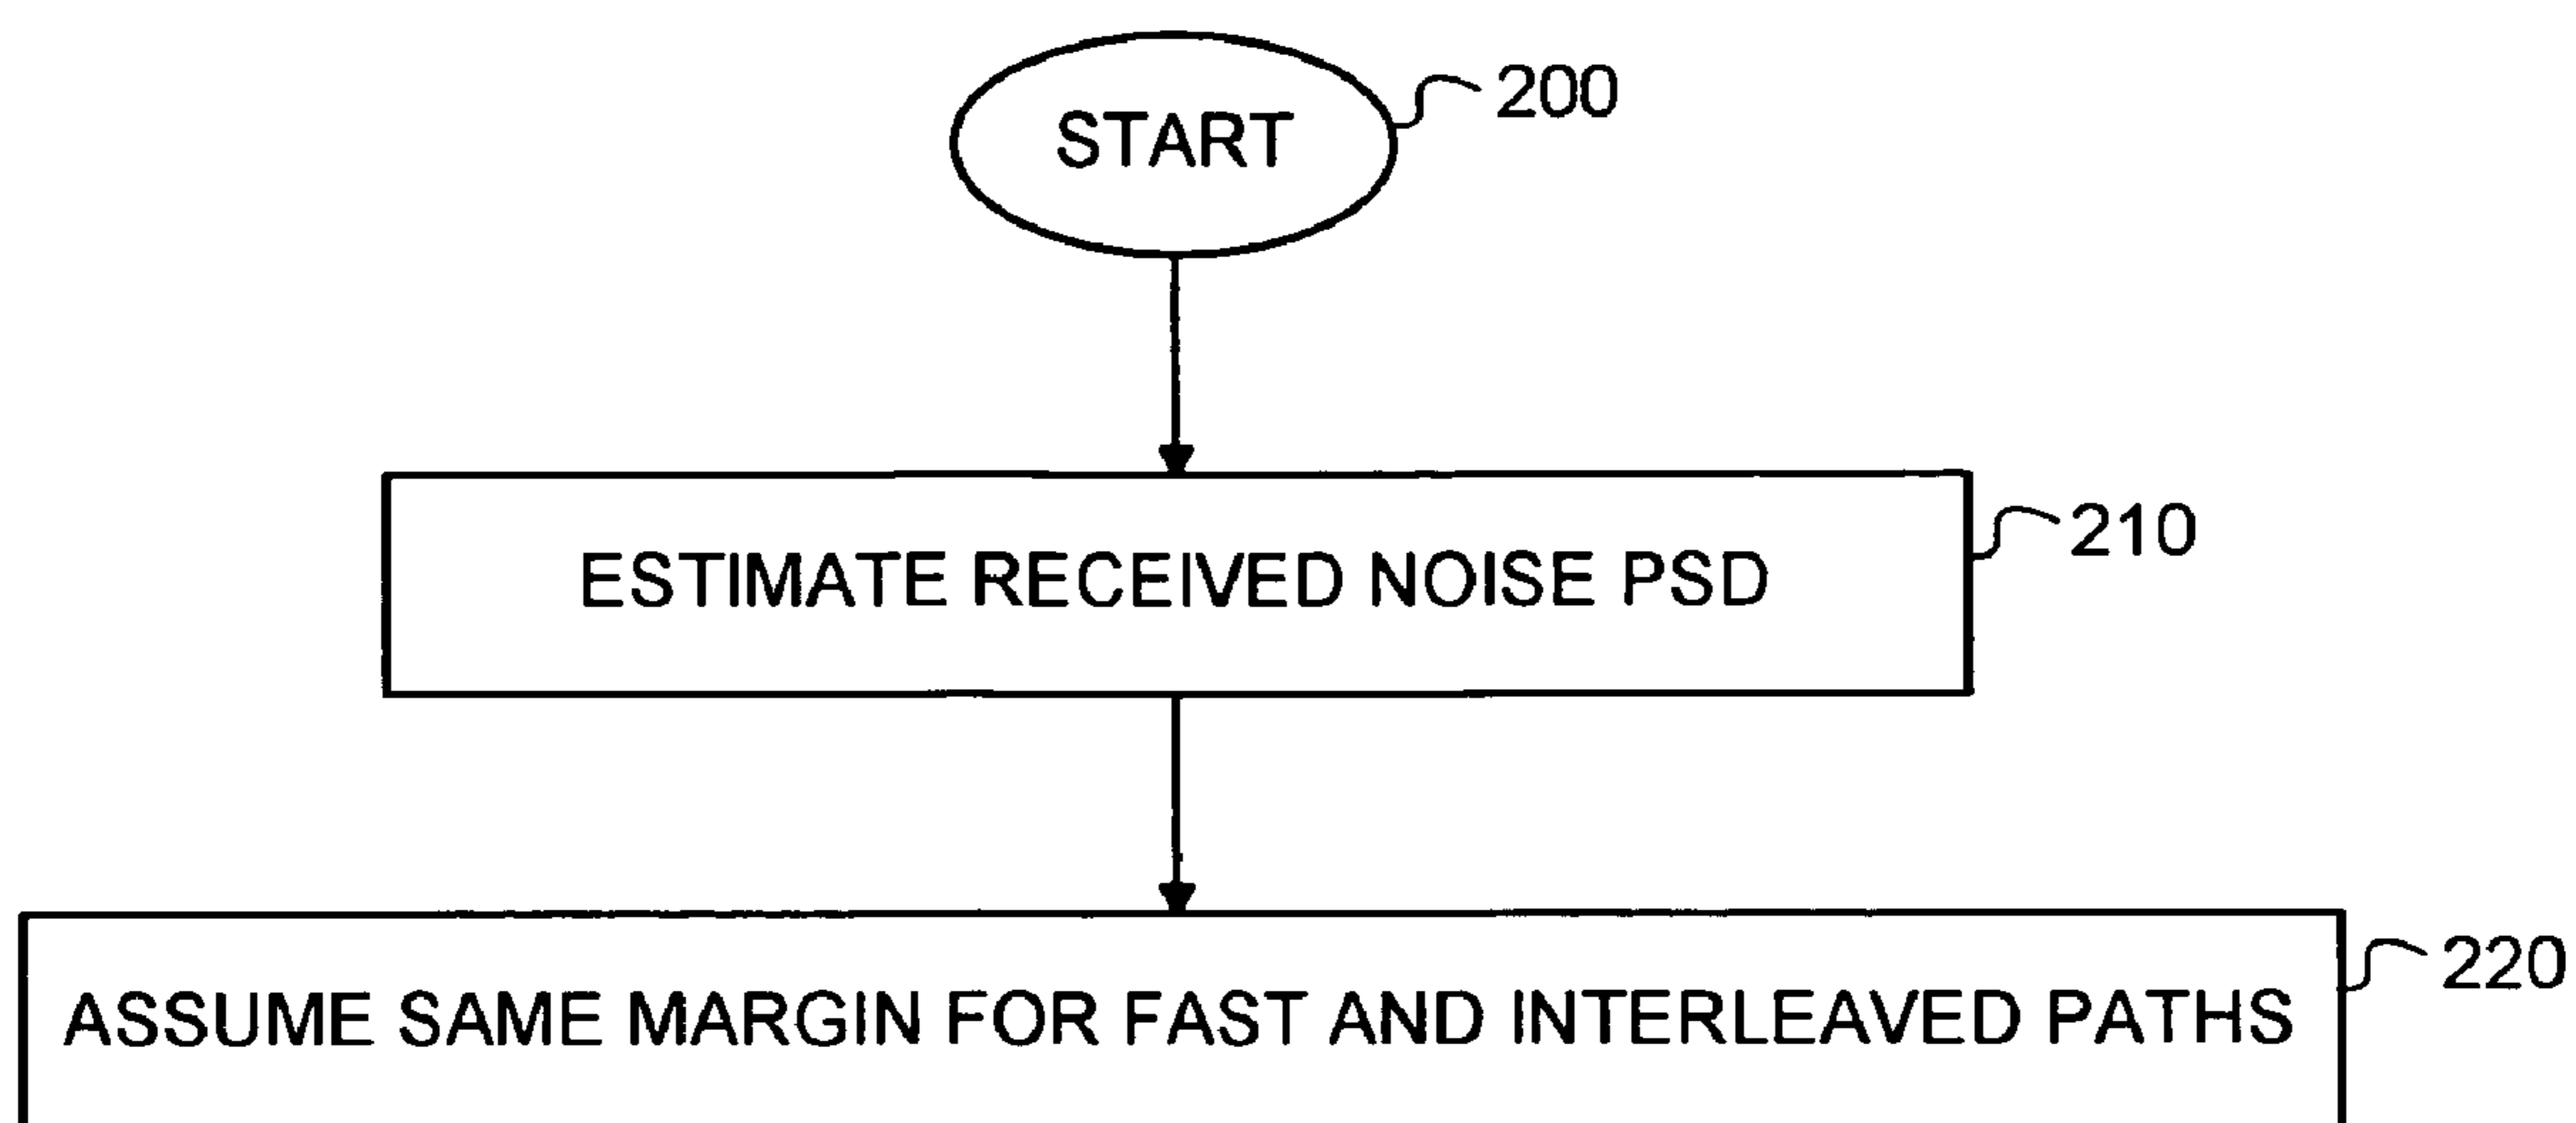 START
200
ESTIMATE RECEIVED NOISE PSD
210
ASSUME SAME MARGIN FOR FAST AND INTERLEAVED PATHS
220